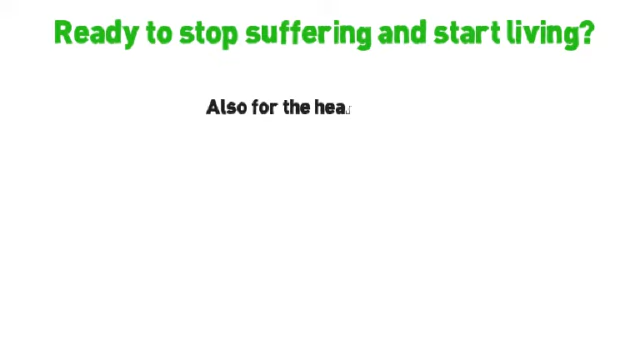 Ready to stop suffering and start living?
Also for the hea